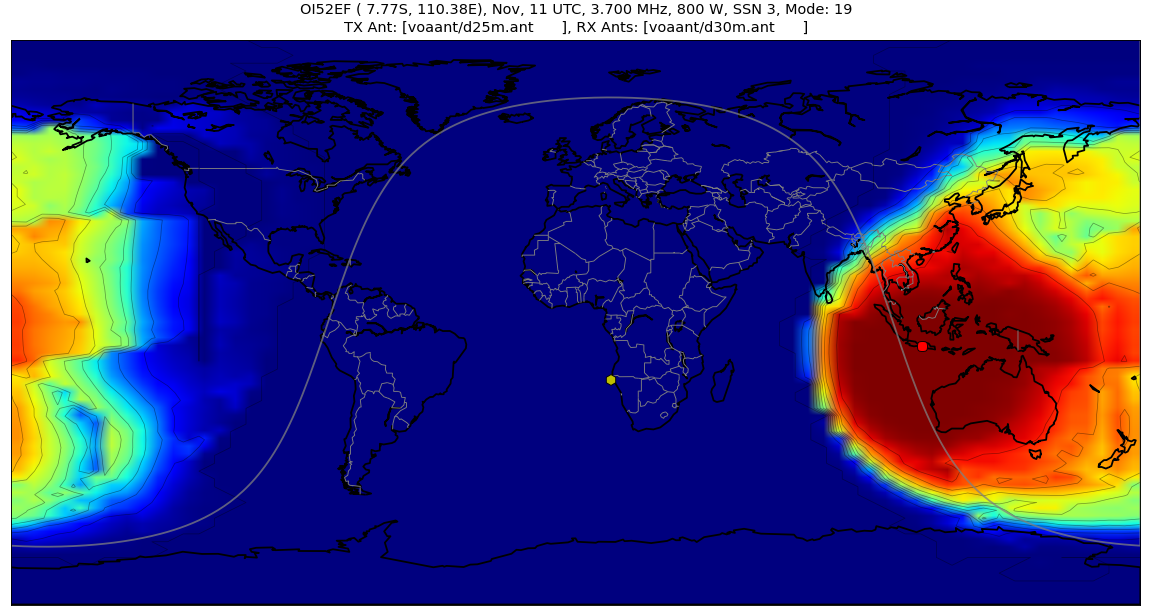 OI52EF ( 7.77S, 110.38E), Nov, 11 UTC, 3.700 MHz, 800 W, SSN 3, Mode: 19
TX Ant: [voaant/d25m.ant      ], RX Ants: [voaant/d30m.ant      ]